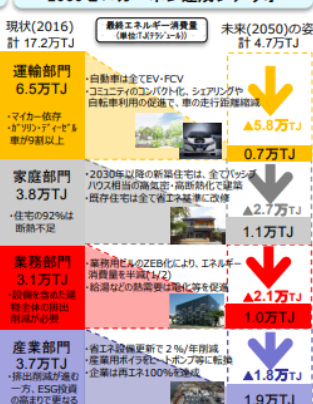 現状(2016)
計 17.2万TJ
最終エネルギー消費量
(単位:TJ(テラジュール))
未来(2050)の姿
計 4.7万TJ
運輸部門
6.5万TJ
・マイカー依存
・ガソリン・ディーゼル
車が9割以上
・自動車は全てEV・FCV
・コミュニティのコンパクト化、シェアリングや
自転車利用の促進で、車の走行距離縮減
▲5.8万TJ
0.7万TJ
家庭部門
3.8万TJ
・住宅の92%は
断熱不足
・2030年以降の新築住宅は、全てパッシブ
ハウス相当の高気密・高断熱化で建築
・既存住宅は全て省エネ基準に改修
▲2.7万TJ
1.1万TJ
業務部門
3.1万TJ
・設備を含めた建
物全体の排出
削減が必要
・業務用ビルのZEB化により、エネルギー
消費量を半減(1/2)
・給湯などの熱需要は電化等を促進
▲2.1万TJ
1.0万TJ
産業部門
3.7万TJ
・排出削減が進む
一方、ESG投資
の高まりで更なる
・省エネ設備更新で2%/年削減
・産業用ボイラをヒートポンプ等に転換
・企業は再エネ100%を達成
▲1.8万TJ
1.9万TJ